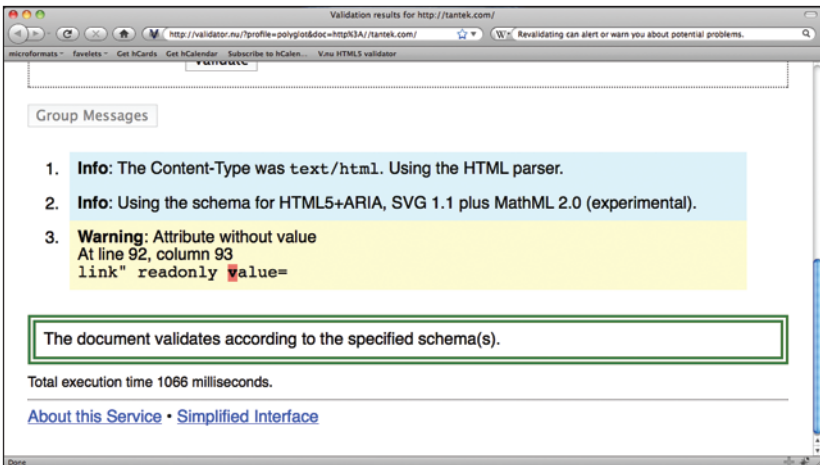 Validation results for http://tantek.com/
http://validator.nu/?profile=polyglot&doc=http%3A//tantek.com/
Revalidating can alert or warn you about potential problems.
microformats favelets Get hCards Get hCalendar Subscribe to hCalen... V.nu HTML5 validator
Validate
Group Messages
1. Info: The Content-Type was text/html. Using the HTML parser.
2. Info: Using the schema for HTML5+ARIA, SVG 1.1 plus MathML 2.0 (experimental).
3. Warning: Attribute without value
At line 92, column 93
link" readonly value=
The document validates according to the specified schema(s).
Total execution time 1066 milliseconds.
About this Service • Simplified Interface
Done